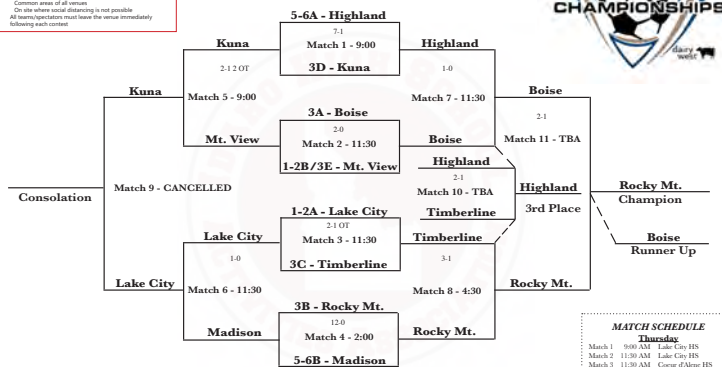 Common areas of all venues
On site where social distancing is not possible
All teams/spectators must leave the venue immediately
following each contest
CHAMPIONSHIPS
dairy
west
5-6A - Highland
7-1
Match 1 - 9:00
3D - Kuna
Kuna
2-1 2 OT
Match 5 - 9:00
Mt. View
3A - Boise
2-0
Match 2 - 11:30
1-2B/3E - Mt. View
Highland
1-0
Match 7 - 11:30
Boise
Kuna
Match 9 - CANCELLED
Consolation
Lake City
Boise
2-1
Match 11 - TBA
Rocky Mt.
Highland
2-1
Match 10 - TBA
Timberline
Highland
3rd Place
Rocky Mt.
Champion
Boise
Runner Up
1-2A - Lake City
2-1 OT
Match 3 - 11:30
3C - Timberline
Lake City
1-0
Match 6 - 11:30
Madison
3B - Rocky Mt.
12-0
Match 4 - 2:00
5-6B - Madison
Timberline
3-1
Match 8 - 4:30
Rocky Mt.
MATCH SCHEDULE
Thursday
Match 1 9:00 AM Lake City HS
Match 2 11:30 AM Lake City HS
Match 3 11:30 AM Coeur d'Alene HS